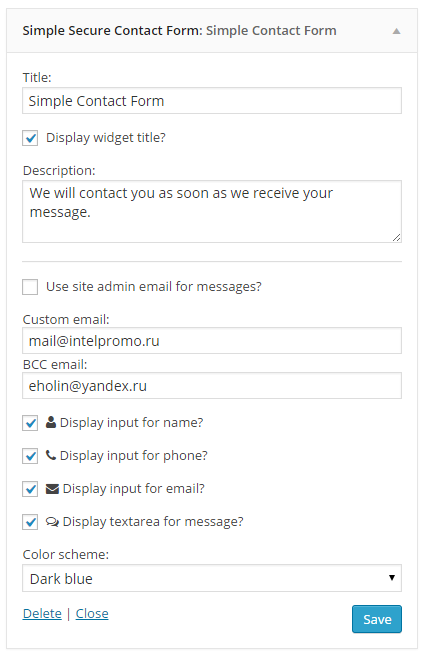 Simple Secure Contact Form: Simple Contact Form
Title:
Simple Contact Form
Display widget title?
Description:
We will contact you as soon as we receive your
message.
Use site admin email for messages?
Custom email:
mail@intelpromo.ru
BCC email:
eholin@yandex.ru
Display input for name?
Display input for phone?
Display input for email?
Display textarea for message?
Color scheme:
Dark blue
Delete | Close
Save